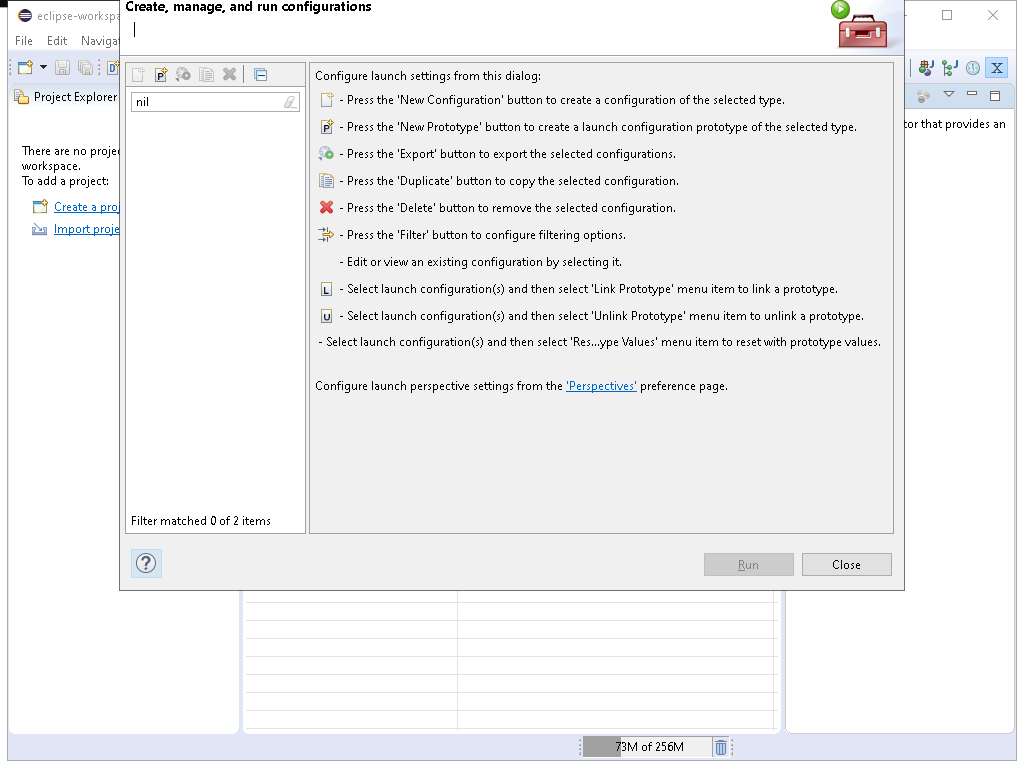 Create, manage, and run configurations
eclipse-workspa
File Edit Naviga
Project Explorer
There are no proje
workspace.
To add a project:
Create a proj
Import proje
nil
Filter matched 0 of 2 items
Configure launch settings from this dialog:
- Press the 'New Configuration' button to create a configuration of the selected type.
P - Press the 'New Prototype' button to create a launch configuration prototype of the selected type.
- Press the 'Export' button to export the selected configurations.
- Press the 'Duplicate' button to copy the selected configuration.
- Press the 'Delete' button to remove the selected configuration.
- Press the 'Filter' button to configure filtering options.
- Edit or view an existing configuration by selecting it.
L - Select launch configuration(s) and then select 'Link Prototype' menu item to link a prototype.
U - Select launch configuration(s) and then select 'Unlink Prototype' menu item to unlink a prototype.
- Select launch configuration(s) and then select 'Res...ype Values' menu item to reset with prototype values.
Configure launch perspective settings from the 'Perspectives' preference page.
tor that provides an
Run Close
73M of 256M